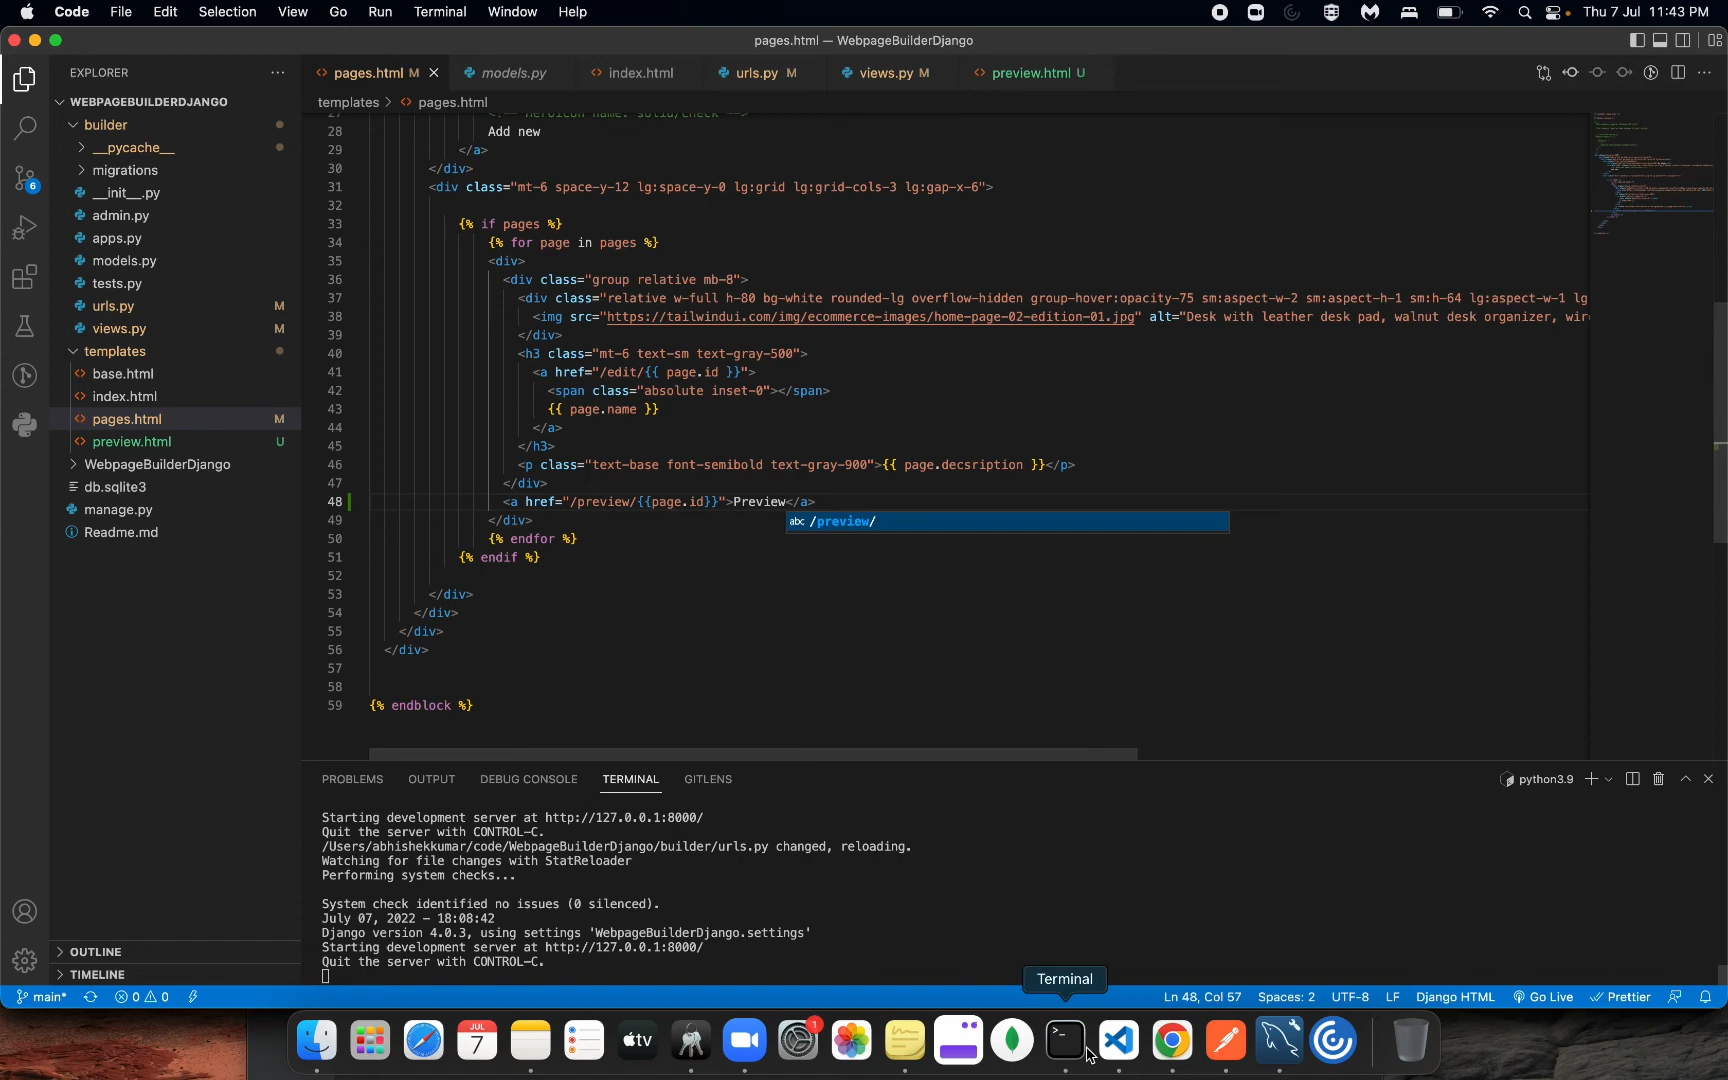 Code File Edit Selection View Go Run Terminal Window Help Thu 7 Jul 11:43 PM
pages.html — WebpageBuilderDjango
EXPLORER
pages.html M
models.py
index.html
urls.py M
views.py M
preview.html U
templates > pages.html
WEBPAGEBUILDERDJANGO
builder
__pycache__
migrations
__init__.py
admin.py
apps.py
models.py
tests.py
urls.py M
views.py M
templates
base.html
index.html
pages.html M
preview.html U
WebpageBuilderDjango
db.sqlite3
manage.py
Readme.md
OUTLINE
TIMELINE
6
27 <!-- Heroicon name: solid/check -->
28 Add new
29 </a>
30 </div>
31 <div class="mt-6 space-y-12 lg:space-y-0 lg:grid lg:grid-cols-3 lg:gap-x-6">
32
33 {% if pages %}
34 {% for page in pages %}
35 <div>
36 <div class="group relative mb-8">
37 <div class="relative w-full h-80 bg-white rounded-lg overflow-hidden group-hover:opacity-75 sm:aspect-w-2 sm:aspect-h-1 sm:h-64 lg:aspect-w-1 lg
38 <img src="https://tailwindui.com/img/ecommerce-images/home-page-02-edition-01.jpg" alt="Desk with leather desk pad, walnut desk organizer, wir
39 </div>
40 <h3 class="mt-6 text-sm text-gray-500">
41 <a href="/edit/{{ page.id }}">
42 <span class="absolute inset-0"></span>
43 {{ page.name }}
44 </a>
45 </h3>
46 <p class="text-base font-semibold text-gray-900">{{ page.decsription }}</p>
47 </div>
48 <a href="/preview/{{page.id}}">Preview</a>
49 </div>
abc /preview/
50 {% endfor %}
51 {% endif %}
52
53 </div>
54 </div>
55 </div>
56 </div>
57
58
59 {% endblock %}
PROBLEMS OUTPUT DEBUG CONSOLE TERMINAL GITLENS
python3.9
Starting development server at http://127.0.0.1:8000/
Quit the server with CONTROL-C.
/Users/abhishekkumar/code/WebpageBuilderDjango/builder/urls.py changed, reloading.
Watching for file changes with StatReloader
Performing system checks...
System check identified no issues (0 silenced).
July 07, 2022 - 18:08:42
Django version 4.0.3, using settings 'WebpageBuilderDjango.settings'
Starting development server at http://127.0.0.1:8000/
Quit the server with CONTROL-C.
Terminal
main* 0 0 Ln 48, Col 57 Spaces: 2 UTF-8 LF Django HTML Go Live Prettier
JUL
7
tv
1